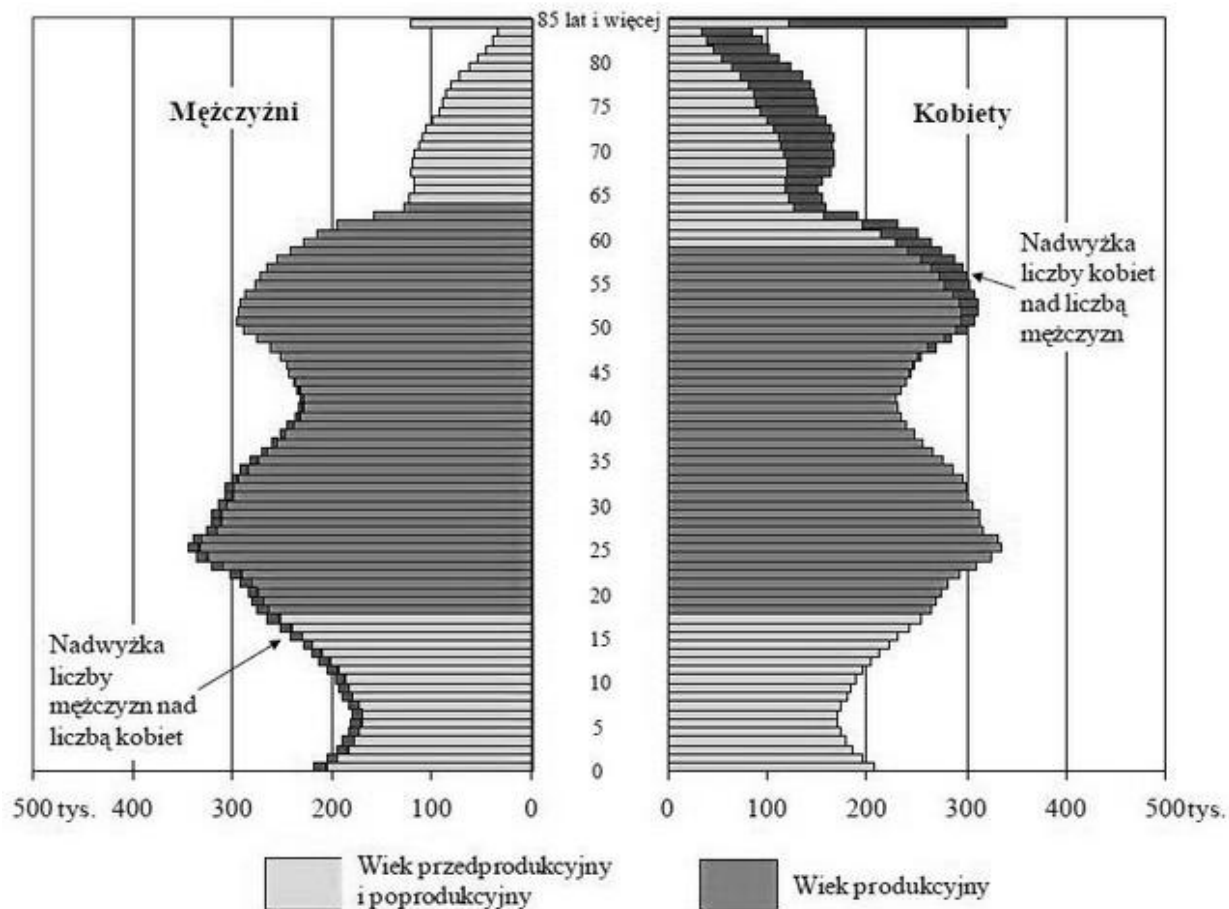 85 lat i więcej
Mężczyźni
Kobiety
80
75
70
65
60
55
50
45
40
35
30
25
20
15
10
5
0
Nadwyżka
liczby kobiet
nad liczbą
mężczyzn
Nadwyżka
liczby
mężczyzn nad
liczbą kobiet
500 tys. 400 300 200 100 0
0 100 200 300 400 500 tys.
Wiek przedprodukcyjny
i poprodukcyjny
Wiek produkcyjny